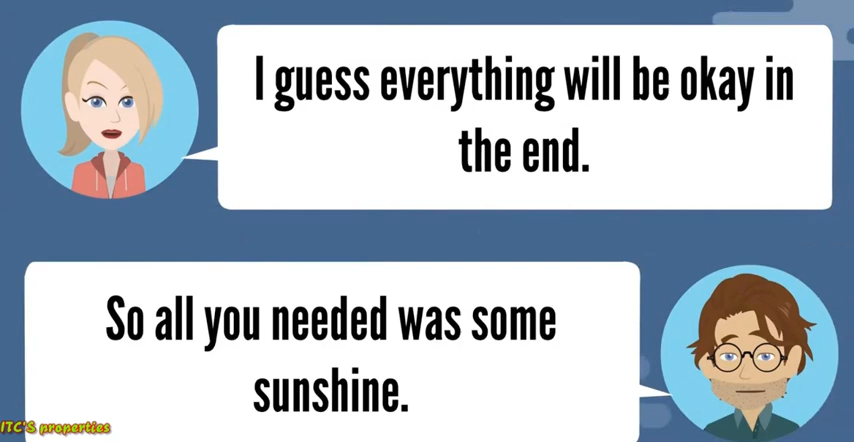 I guess everything will be okay in
the end.
So all you needed was some
sunshine.
ITC'S properties